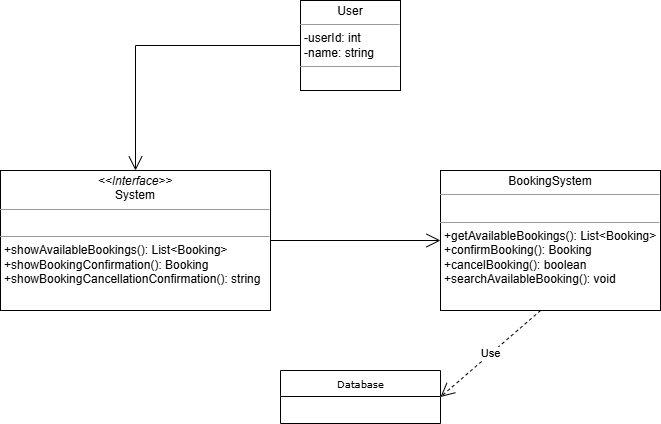 User
-userId: int
-name: string
<<Interface>>
System
+showAvailableBookings(): List<Booking>
+showBookingConfirmation(): Booking
+showBookingCancellationConfirmation(): string
BookingSystem
+getAvailableBookings(): List<Booking>
+confirmBooking(): Booking
+cancelBooking(): boolean
+searchAvailableBooking(): void
Use
Database